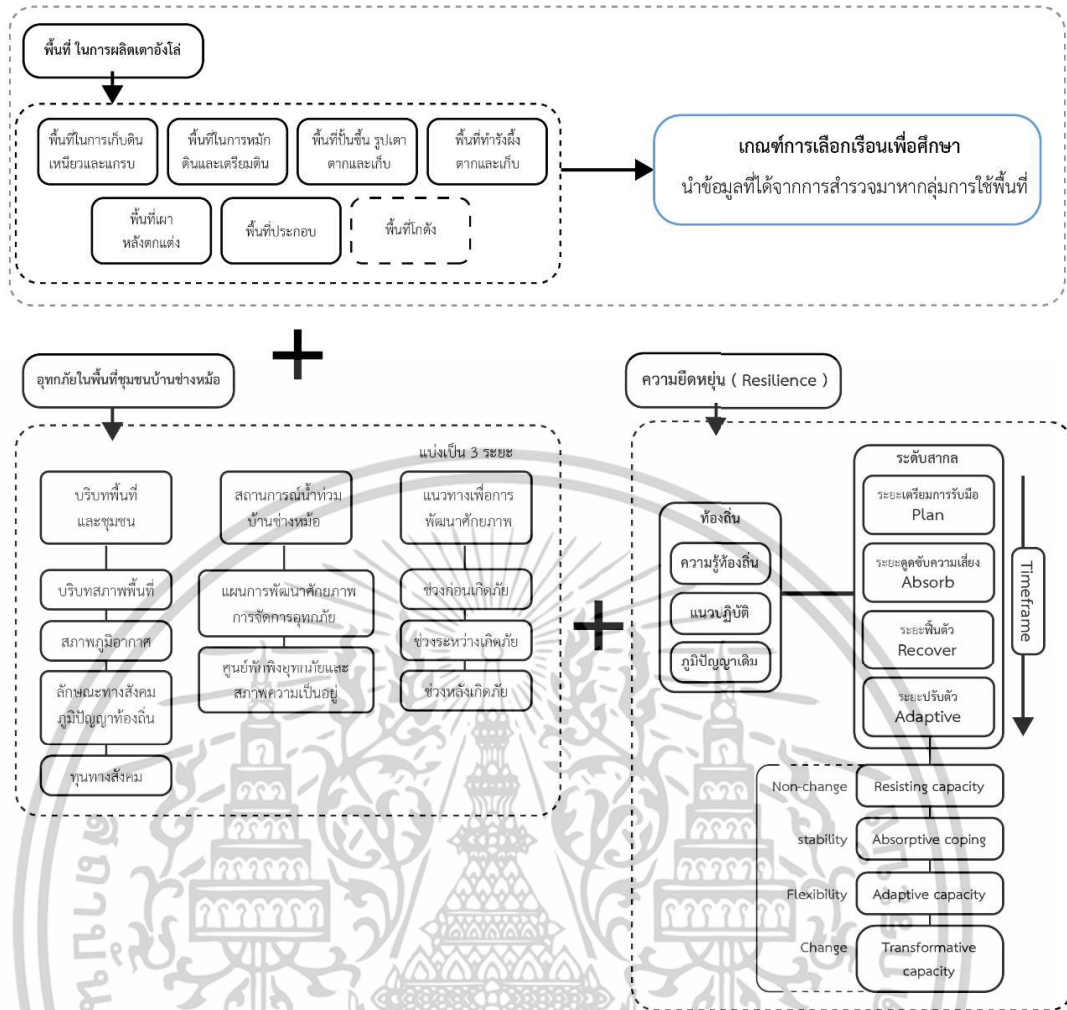 พื้นที่ ในการผลิตเตาอังโล่
พื้นที่ในการเก็บดิน
เหนียวและแกรบ
พื้นที่ในการหมัก
ดินและเตรียมดิน
พื้นที่ปั้นขึ้น รูปเตา
ตากและเก็บ
พื้นที่ทำรังผึ้ง
ตากและเก็บ
พื้นที่เผา
หลังตกแต่ง
พื้นที่ประกอบ
พื้นที่โกดัง
เกณฑ์การเลือกเรือนเพื่อศึกษา
นำข้อมูลที่ได้จากการสำรวจมาหากลุ่มการใช้พื้นที่
+
อุทกภัยในพื้นที่ชุมชนบ้านช่างหม้อ
บริบทพื้นที่
และชุมชน
บริบทสภาพพื้นที่
สภาพภูมิอากาศ
ลักษณะทางสังคม
ภูมิปัญญาท้องถิ่น
ทุนทางสังคม
สถานการณ์น้ำท่วม
บ้านช่างหม้อ
แผนการพัฒนาศักยภาพ
การจัดการอุทกภัย
ศูนย์พักพิงอุทกภัยและ
สภาพความเป็นอยู่
แบ่งเป็น 3 ระยะ
แนวทางเพื่อการ
พัฒนาศักยภาพ
ช่วงก่อนเกิดภัย
ช่วงระหว่างเกิดภัย
ช่วงหลังเกิดภัย
+
ความยืดหยุ่น ( Resilience )
ท้องถิ่น
ความรู้ท้องถิ่น
แนวปฏิบัติ
ภูมิปัญญาเดิม
ระดับสากล
ระยะเตรียมการรับมือ
Plan
ระยะดูดซับความเสี่ยง
Absorb
ระยะฟื้นตัว
Recover
ระยะปรับตัว
Adaptive
Timeframe
Non-change
Resisting capacity
stability
Absorptive coping
Flexibility
Adaptive capacity
Change
Transformative
capacity